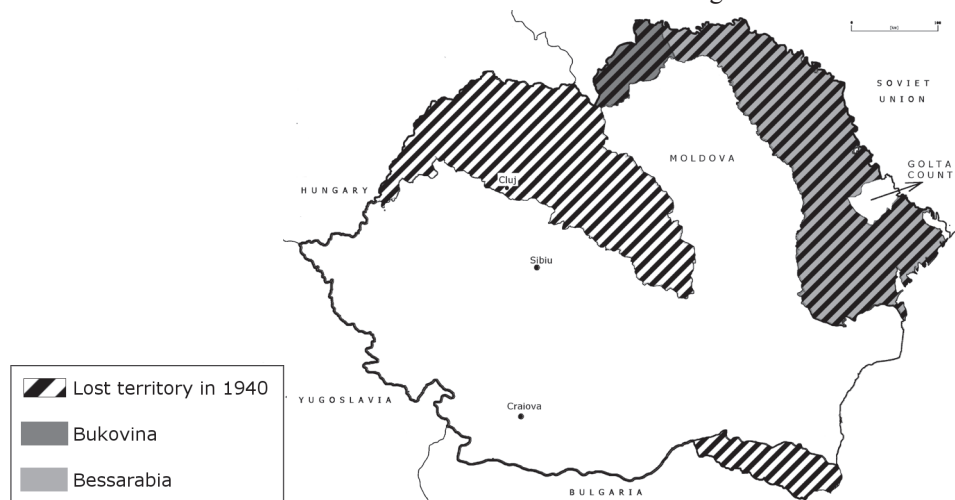 SOVIET
UNION
MOLDOVA
GOLTA
COUNT
HUNGARY
Cluj
Sibiu
Lost territory in 1940
YUGOSLAVIA
Craiova
Bukovina
Bessarabia
BULGARIA